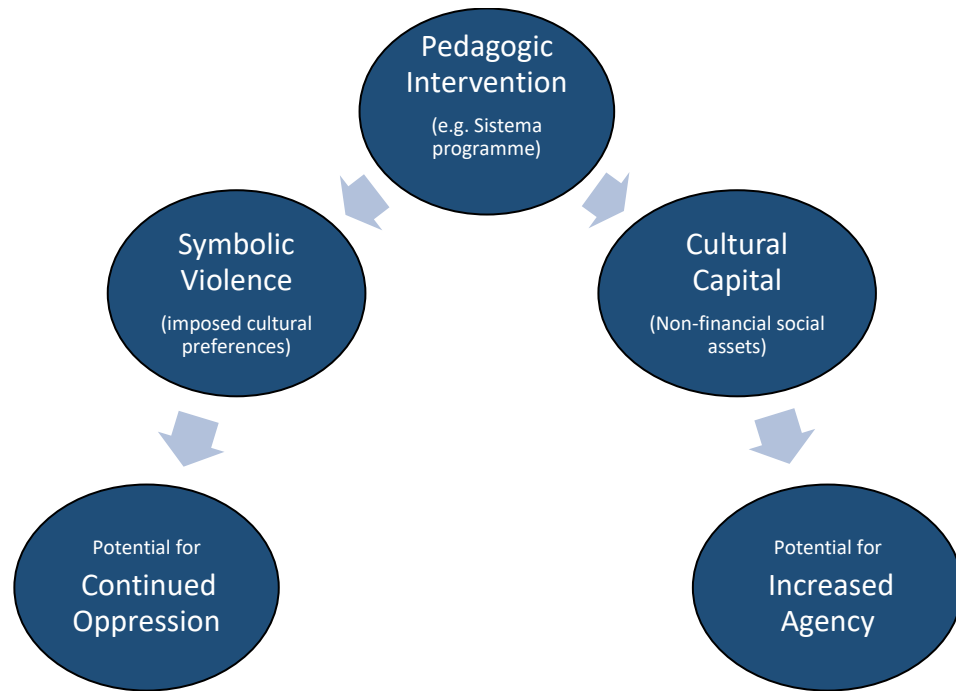 Pedagogic
Intervention
(e.g. Sistema
programme)
Symbolic
Violence
(imposed cultural
preferences)
Cultural
Capital
(Non-financial social
assets)
Potential for
Continued
Oppression
Potential for
Increased
Agency